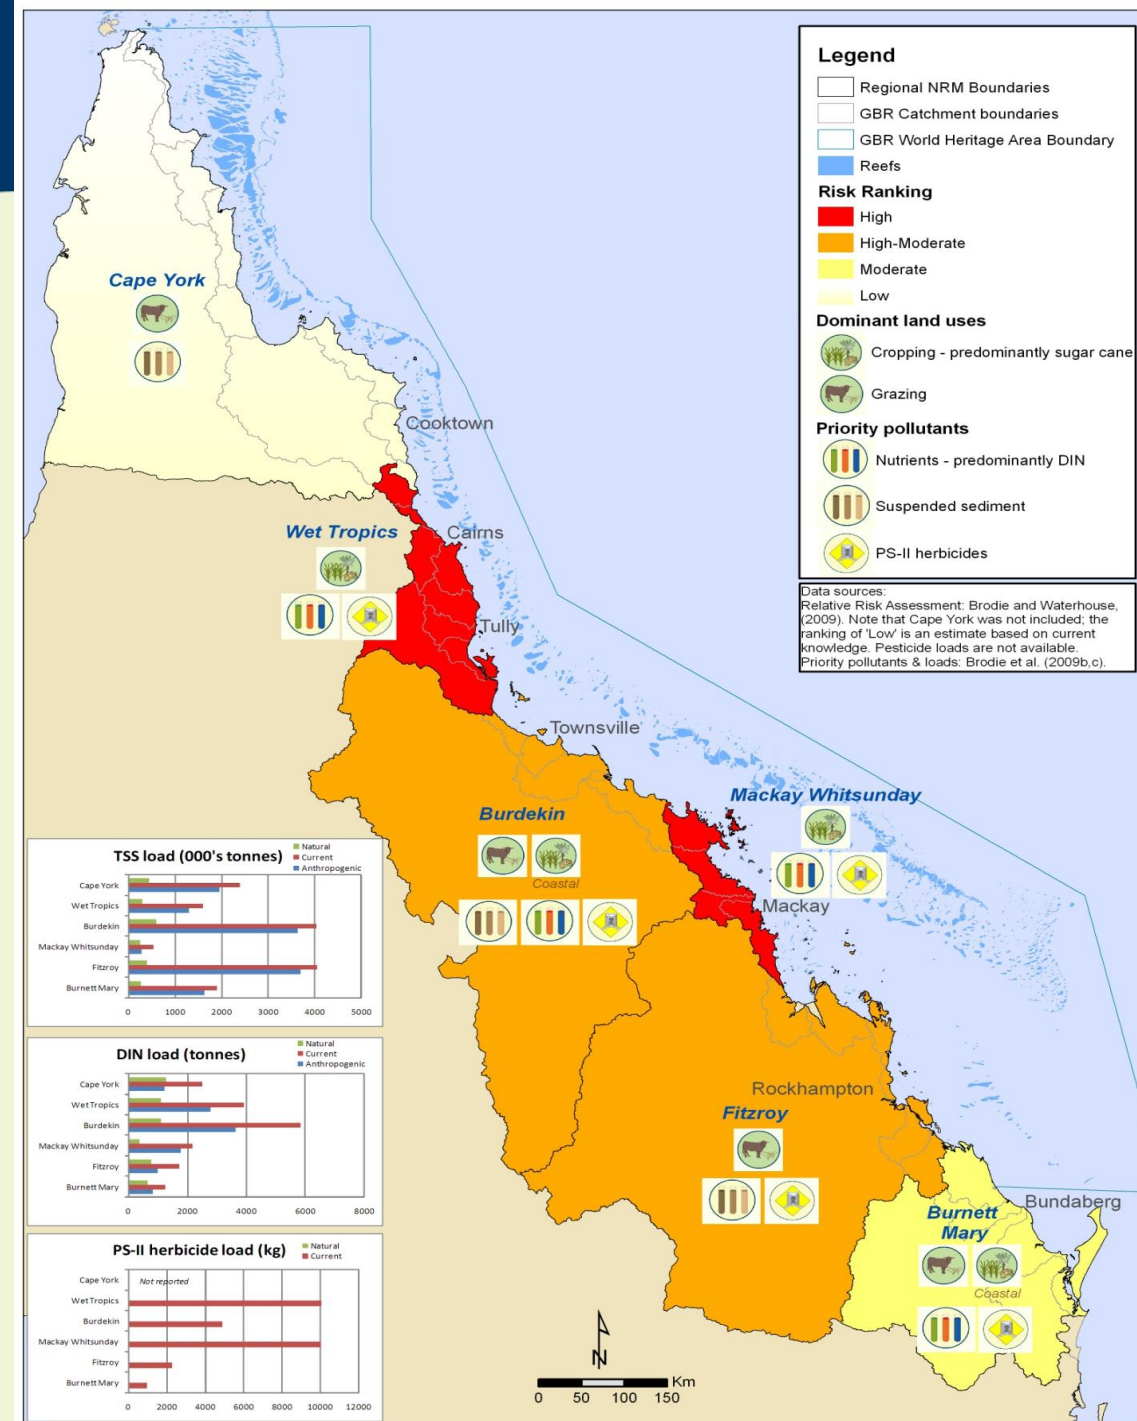 Legend
Regional NRM Boundaries
GBR Catchment boundaries
GBR World Heritage Area Boundary
Reefs
Risk Ranking
High
High-Moderate
Moderate
Low
Dominant land uses
Cropping - predominantly sugar cane
Grazing
Priority pollutants
Nutrients - predominantly DIN
Suspended sediment
PS-II herbicides
Data sources:
Relative Risk Assessment: Brodie and Waterhouse,
(2009). Note that Cape York was not included; the
ranking of 'Low' is an estimate based on current
knowledge. Pesticide loads are not available.
Priority pollutants & loads: Brodie et al. (2009b,c).
Cape York
Cooktown
Wet Tropics
Cairns
Tully
Townsville
Burdekin
Coastal
Mackay Whitsunday
Mackay
Rockhampton
Fitzroy
Bundaberg
Burnett
Mary
Coastal
TSS load (000's tonnes)
Natural
Current
Anthropogenic
Cape York
Wet Tropics
Burdekin
Mackay Whitsunday
Fitzroy
Burnett Mary
0 1000 2000 3000 4000 5000
DIN load (tonnes)
Natural
Current
Anthropogenic
Cape York
Wet Tropics
Burdekin
Mackay Whitsunday
Fitzroy
Burnett Mary
0 2000 4000 6000 8000
PS-II herbicide load (kg)
Natural
Current
Cape York
Not reported
Wet Tropics
Burdekin
Mackay Whitsunday
Fitzroy
Burnett Mary
0 2000 4000 6000 8000 10000 12000
N
Km
0 50 100 150